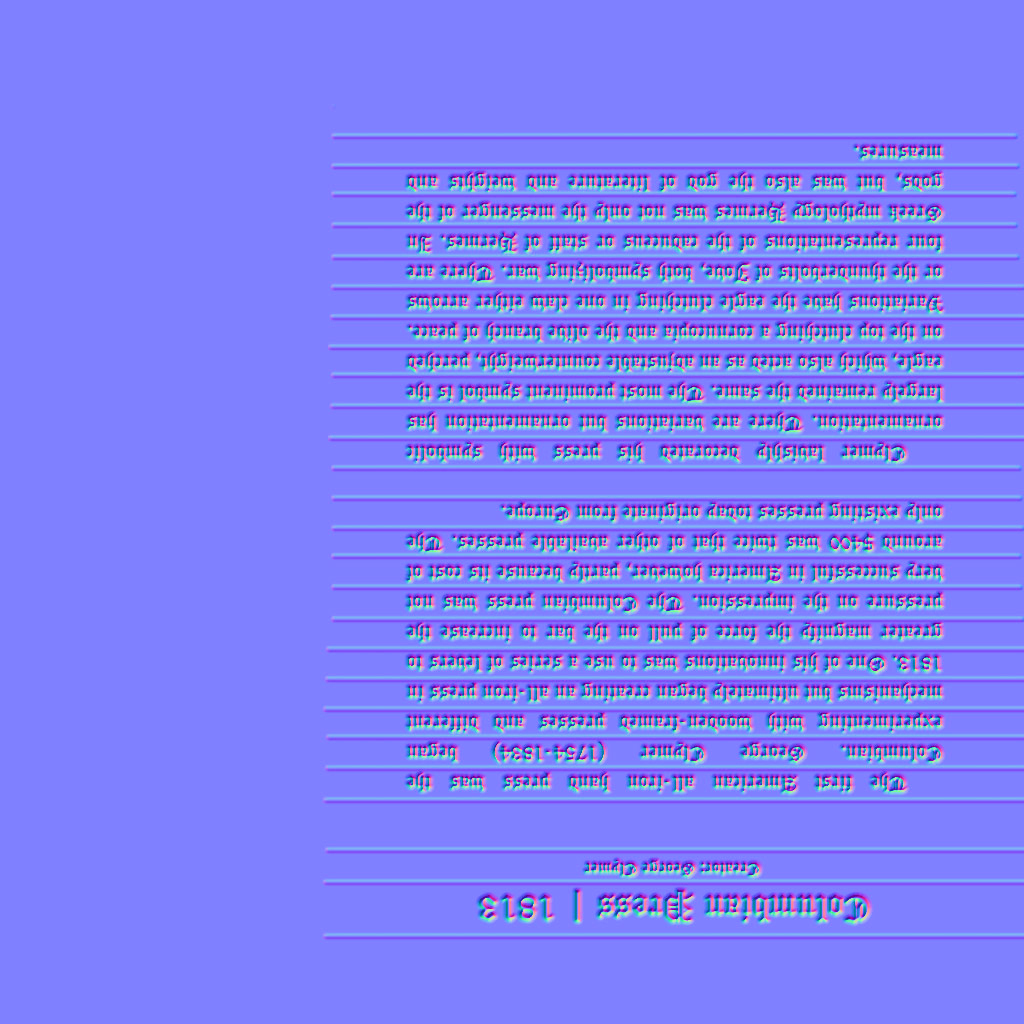 Columbian Press | 1813
Creator: George Clymer
The first American all-iron hand press was the
Columbian. George Clymer (1754-1834) began
experimenting with wooden-framed presses and different
mechanisms but ultimately began creating an all-iron press in
1813. One of his innovations was to use a series of levers to
greater magnify the force of pull on the bar to increase the
pressure on the impression. The Columbian press was not
very successful in America however, partly because its cost of
around $400 was twice that of other available presses. The
only existing presses today originate from Europe.
Clymer lavishly decorated his press with symbolic
ornamentation. There are variations but ornamentation has
largely remained the same. The most prominent symbol is the
eagle, which also acted as an adjustable counterweight, perched
on the top clutching a cornucopia and the olive branch of peace.
Variations have the eagle clutching in one claw either arrows
or the thunderbolts of Jove, both symbolizing war. There are
four representations of the caduceus or staff of Hermes. In
Greek mythology Hermes was not only the messenger of the
gods, but was also the god of literature and weights and
measures.